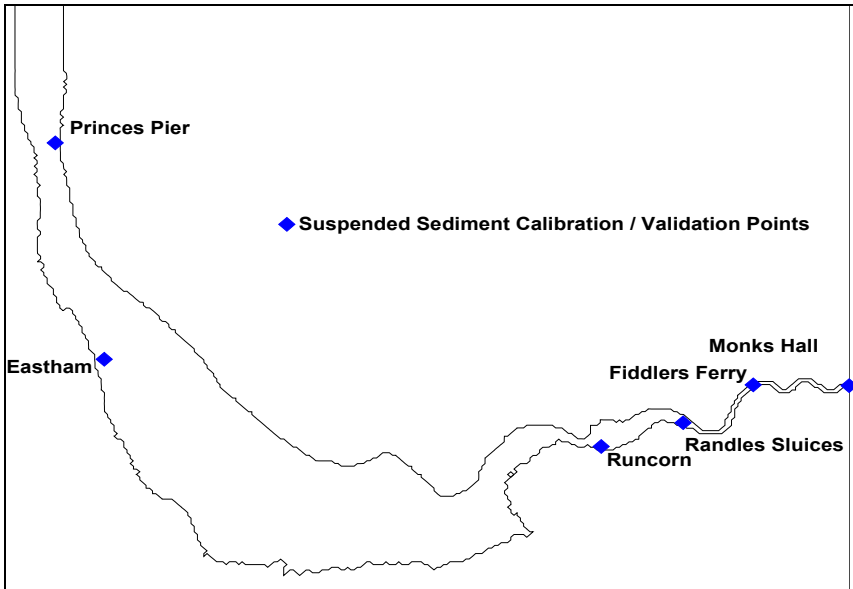 Princes Pier
Suspended Sediment Calibration / Validation Points
Monks Hall
Eastham
Fiddlers Ferry
Randles Sluices
Runcorn